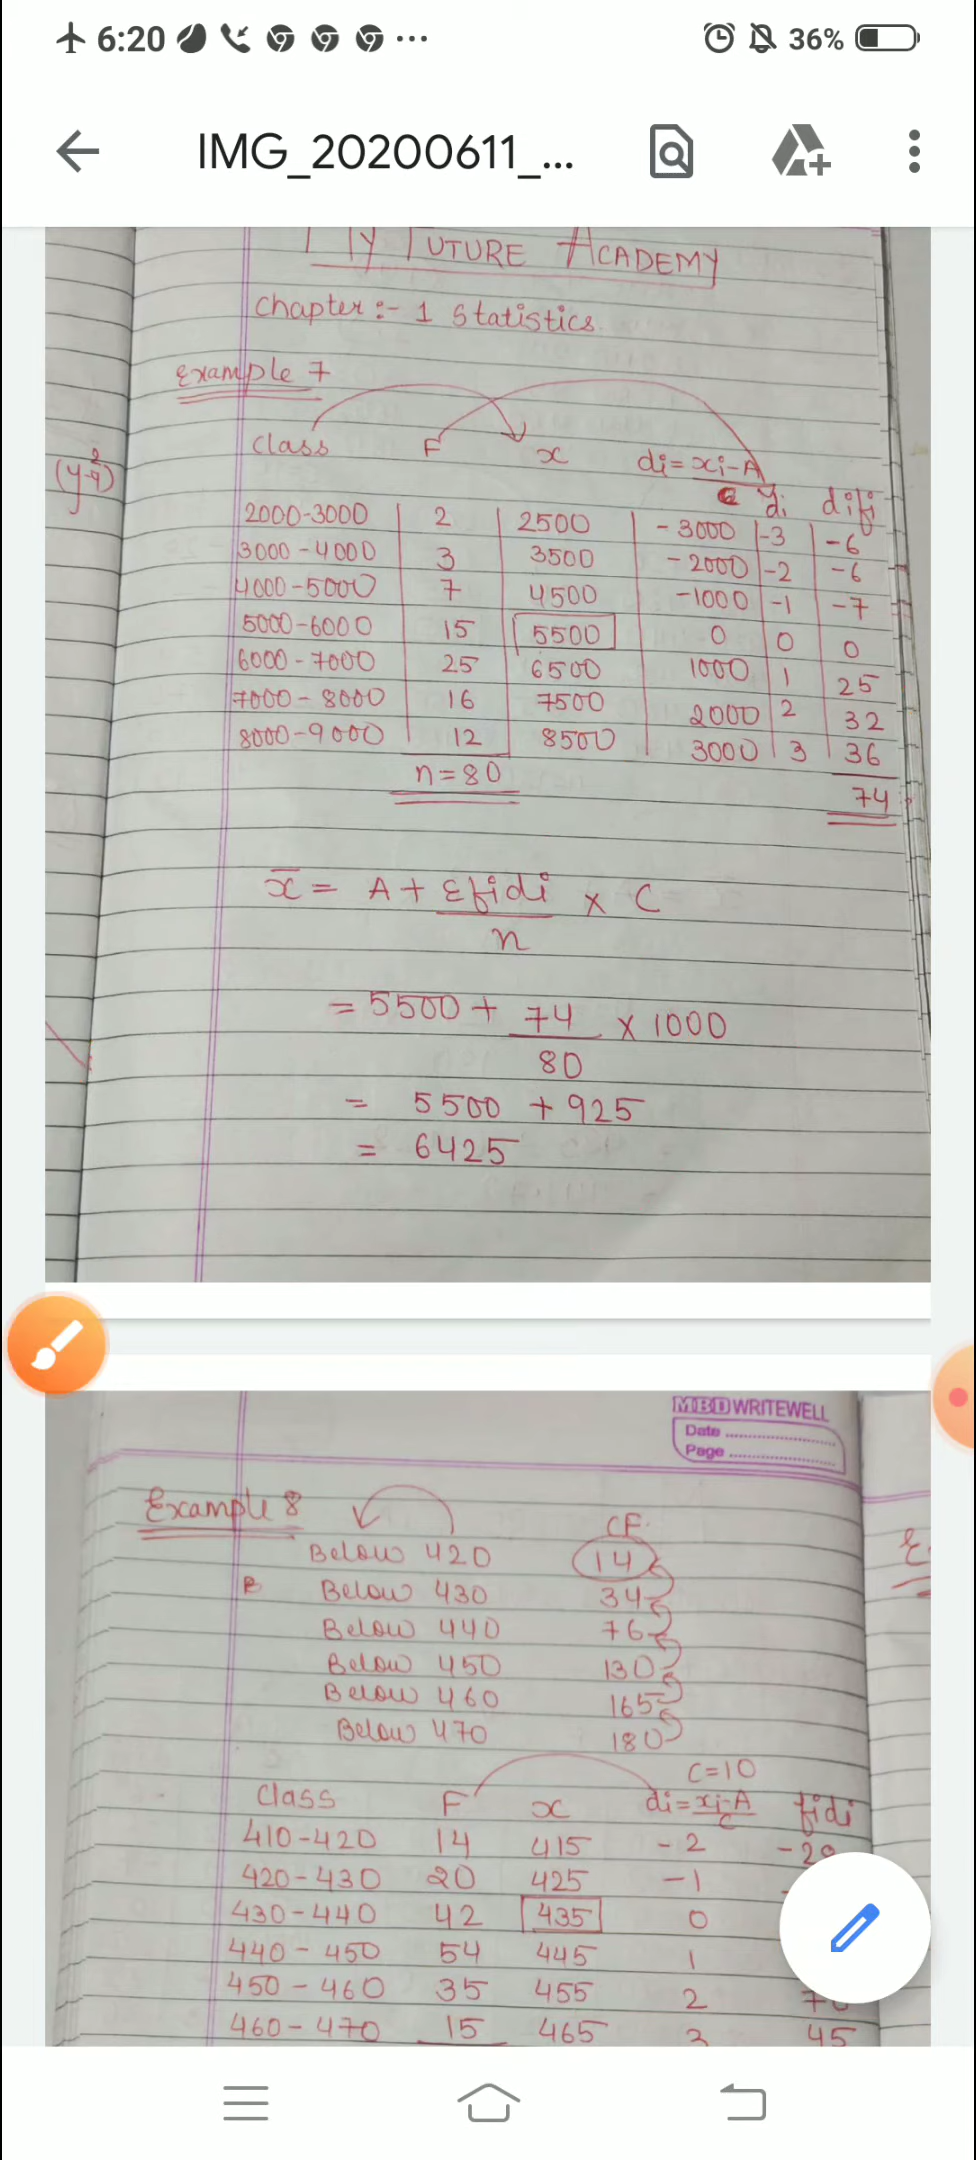 6:20 ... 36%
IMG_20200611_...
FUTURE ACADEMY
Chapter :- 1 Statistics.
Example 7
Class F x di = xi-A
C yi difi
2000-3000 2 2500 -3000 -3 -6
3000-4000 3 3500 -2000 -2 -6
4000-5000 7 4500 -1000 -1 -7
5000-6000 15 5500 0 0 0
6000-7000 25 6500 1000 1 25
7000-8000 16 7500 2000 2 32
8000-9000 12 8500 3000 3 36
n=80 74
x̄ = A + Σfidi × C
n
= 5500 + 74 × 1000
80
= 5500 + 925
= 6425
MBD WRITEWELL
Date
Page
Example 8
CF.
Below 420 14
B Below 430 34
Below 440 76
Below 450 130
Below 460 165
Below 470 180
C=10
Class F x di = xi-A fidi
C
410-420 14 415 -2
420-430 20 425 -1
430-440 42 435 0
440-450 54 445 1
450-460 35 455 2 70
460-470 15 465 3 45